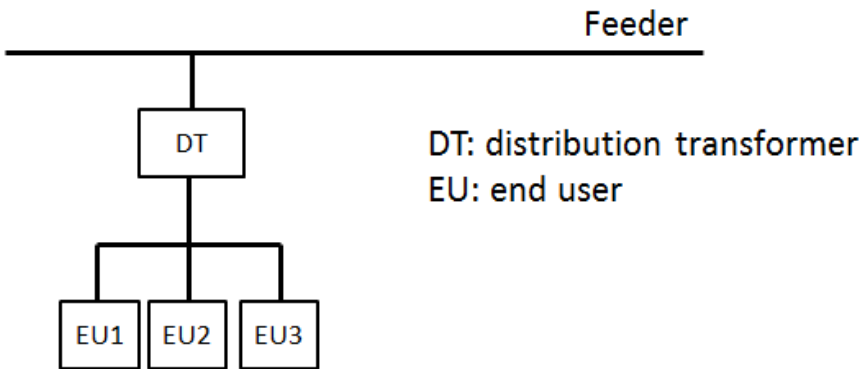 Feeder
DT
DT: distribution transformer
EU: end user
EU1 EU2 EU3